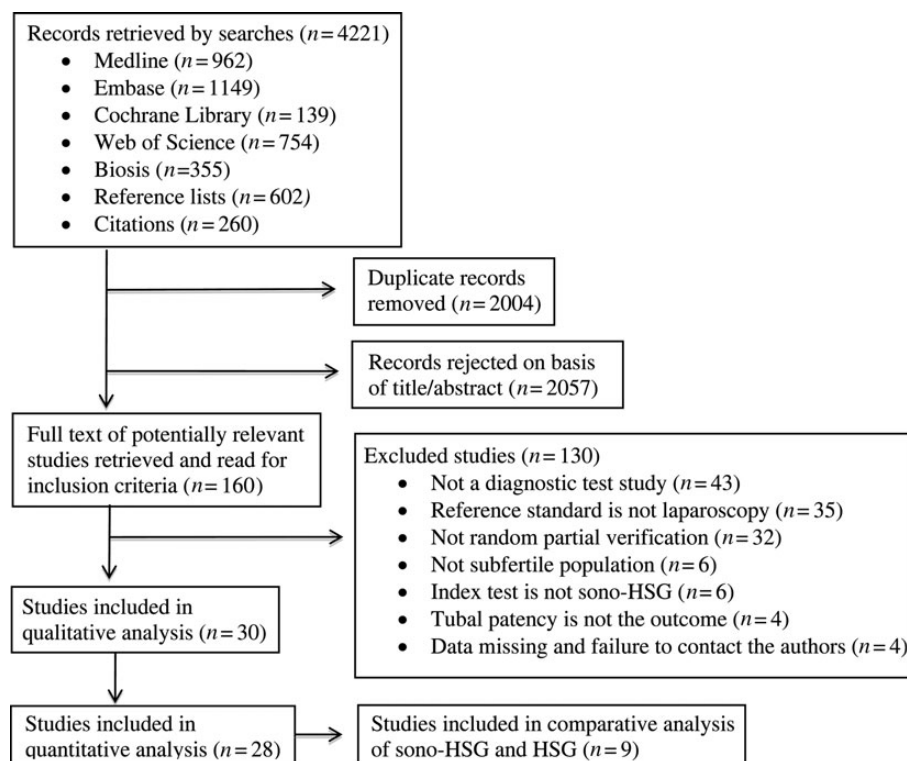 Records retrieved by searches (n=4221)
• Medline (n=962)
• Embase (n=1149)
• Cochrane Library (n=139)
• Web of Science (n=754)
• Biosis (n=355)
• Reference lists (n=602)
• Citations (n=260)
Duplicate records
removed (n=2004)
Records rejected on basis
of title/abstract (n=2057)
Full text of potentially relevant
studies retrieved and read for
inclusion criteria (n=160)
Excluded studies (n=130)
• Not a diagnostic test study (n=43)
• Reference standard is not laparoscopy (n=35)
• Not random partial verification (n=32)
• Not subfertile population (n=6)
• Index test is not sono-HSG (n=6)
• Tubal patency is not the outcome (n=4)
• Data missing and failure to contact the authors (n=4)
Studies included in
qualitative analysis (n=30)
Studies included in
quantitative analysis (n=28)
Studies included in comparative analysis
of sono-HSG and HSG (n=9)